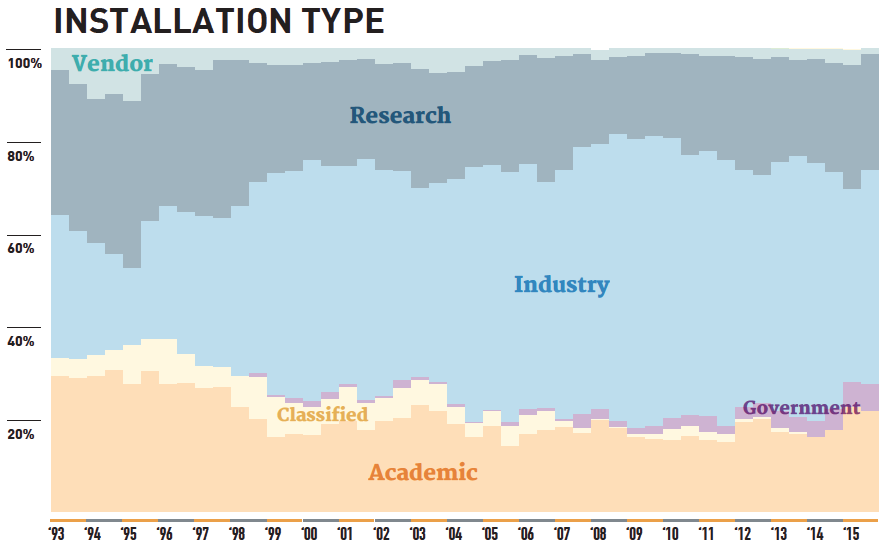 INSTALLATION TYPE
100%
Vendor
Research
80%
60%
Industry
40%
Classified
Government
20%
Academic
‘93 ‘94 ‘95 ‘96 ‘97 ‘98 ‘99 ‘00 ‘01 ‘02 ‘03 ‘04 ‘05 ‘06 ‘07 ‘08 ‘09 ‘10 ‘11 ‘12 ‘13 ‘14 ‘15